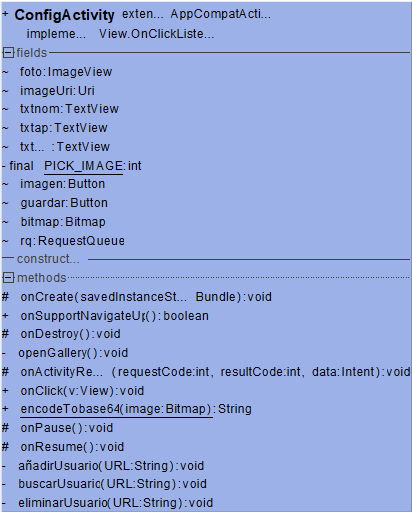 + ConfigActivity exten... AppCompatActi...
impleme... View.OnClickListe...
fields
~ foto:ImageView
~ imageUri:Uri
~ txtnom:TextView
~ txtap:TextView
~ txt... :TextView
- final PICK_IMAGE:int
~ imagen:Button
~ guardar:Button
~ bitmap:Bitmap
~ rq:RequestQueue
construct...
methods
# onCreate(savedInstanceSt... Bundle):void
+ onSupportNavigateUp():boolean
# onDestroy():void
- openGallery():void
# onActivityRe... (requestCode:int, resultCode:int, data:Intent):void
+ onClick(v:View):void
+ encodeTobase64(image:Bitmap):String
# onPause():void
# onResume():void
- añadirUsuario(URL:String):void
- buscarUsuario(URL:String):void
- eliminarUsuario(URL:String):void